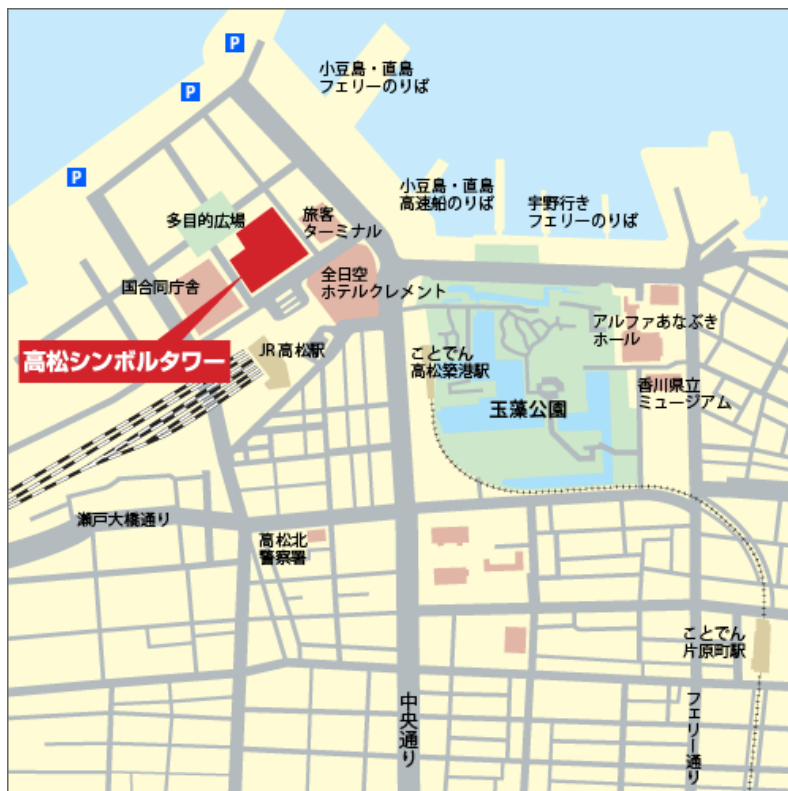 P
小豆島・直島
フェリーのりば
P
P
小豆島・直島
高速船のりば
宇野行き
フェリーのりば
多目的広場
旅客
ターミナル
国合同庁舎
全日空
ホテルクレメント
アルファあなぶき
ホール
高松シンボルタワー
JR高松駅
ことでん
高松築港駅
香川県立
ミュージアム
玉藻公園
瀬戸大橋通り
高松北
警察署
ことでん
片原町駅
中央通り
フェリー通り